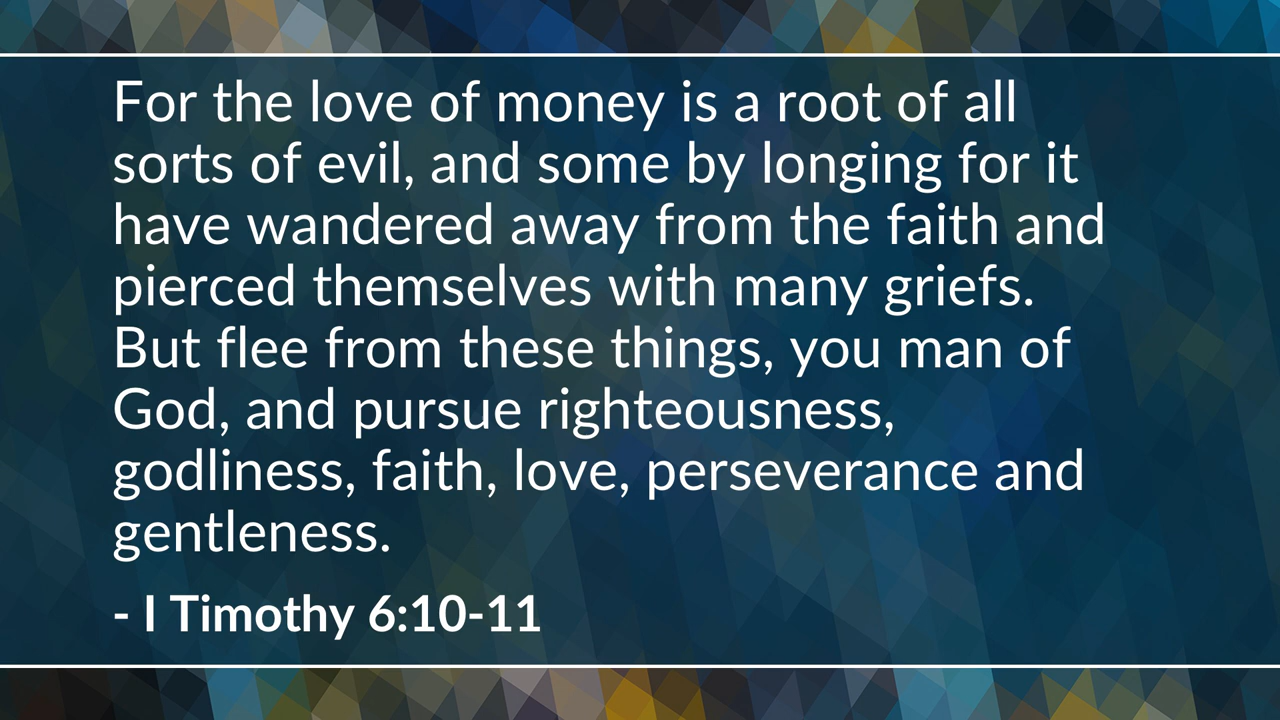 For the love of money is a root of all
sorts of evil, and some by longing for it
have wandered away from the faith and
pierced themselves with many griefs.
But flee from these things, you man of
God, and pursue righteousness,
godliness, faith, love, perseverance and
gentleness.
- I Timothy 6:10-11